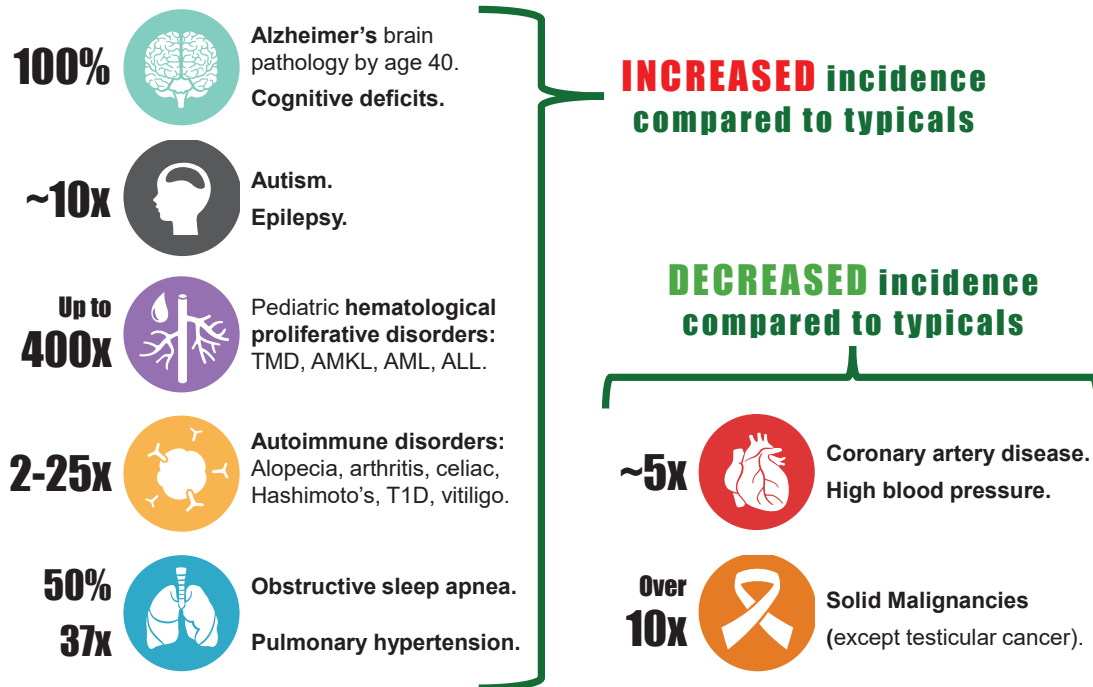 100%
Alzheimer's brain
pathology by age 40.
Cognitive deficits.
~10x
Autism.
Epilepsy.
Up to
400x
Pediatric hematological
proliferative disorders:
TMD, AMKL, AML, ALL.
2-25x
Autoimmune disorders:
Alopecia, arthritis, celiac,
Hashimoto's, T1D, vitiligo.
50%
Obstructive sleep apnea.
37x
Pulmonary hypertension.
INCREASED incidence
compared to typicals
DECREASED incidence
compared to typicals
~5x
Coronary artery disease.
High blood pressure.
Over
10x
Solid Malignancies
(except testicular cancer).